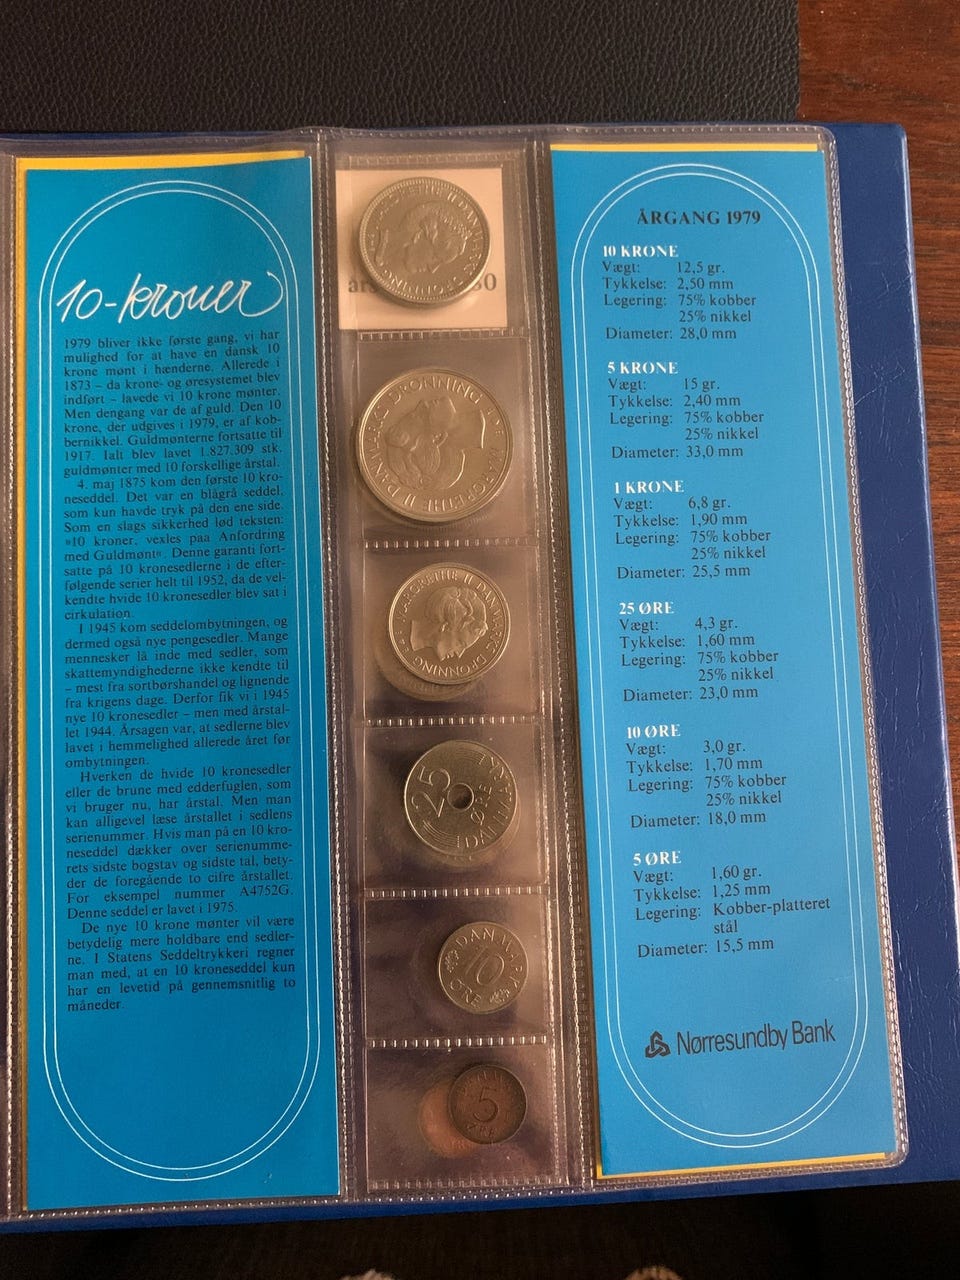 10-kroner
1979 bliver ikke første gang, vi har
mulighed for at have en dansk 10
krone mønt i hænderne. Allerede i
1873 – da krone- og øresystemet blev
indført – lavede vi 10 krone mønter.
Men dengang var de af guld. Den 10
krone, der udgives i 1979, er af kob-
bernikkel. Guldmønterne fortsatte til
1917. Ialt blev lavet 1.827.309 stk.
guldmønter med 10 forskellige årstal.
4. maj 1875 kom den første 10 kro-
neseddel. Det var en blågrå seddel,
som kun havde tryk på den ene side.
Som en slags sikkerhed lød teksten:
»10 kroner, vexles paa Anfordring
med Guldmønt«. Denne garanti fort-
satte på 10 kronesedlerne i de efter-
følgende serier helt til 1952, da de vel-
kendte hvide 10 kronesedler blev sat i
cirkulation.
I 1945 kom seddelombytningen, og
dermed også nye pengesedler. Mange
mennesker lå inde med sedler, som
skattemyndighederne ikke kendte til
– mest fra sortbørshandel og lignende
fra krigens dage. Derfor fik vi i 1945
nye 10 kronesedler – men med årstal-
let 1944. Årsagen var, at sedlerne blev
lavet i hemmelighed allerede året før
ombytningen.
Hverken de hvide 10 kronesedler
eller de brune med edderfuglen, som
vi bruger nu, har årstal. Men man
kan alligevel læse årstallet i sedlens
serienummer. Hvis man på en 10 kro-
neseddel dækker over serienumme-
rets sidste bogstav og sidste tal, bety-
der de foregående to cifre årstallet.
For eksempel nummer A4752G.
Denne seddel er lavet i 1975.
De nye 10 krone mønter vil være
betydelig mere holdbare end sedler-
ne. I Statens Seddeltrykkeri regner
man med, at en 10 kroneseddel kun
har en levetid på gennemsnitlig to
måneder.
MARGRETHE II DANMARKS DRONNING
MARGRETHE II DANMARKS DRONNING
MARGRETHE II DANMARKS DRONNING
25
ØRE
DANMARK
DANMARK
10
ØRE
5
ØRE
ÅRGANG 1979
10 KRONE
Vægt: 12,5 gr.
Tykkelse: 2,50 mm
Legering: 75% kobber
25% nikkel
Diameter: 28,0 mm
5 KRONE
Vægt: 15 gr.
Tykkelse: 2,40 mm
Legering: 75% kobber
25% nikkel
Diameter: 33,0 mm
1 KRONE
Vægt: 6,8 gr.
Tykkelse: 1,90 mm
Legering: 75% kobber
25% nikkel
Diameter: 25,5 mm
25 ØRE
Vægt: 4,3 gr.
Tykkelse: 1,60 mm
Legering: 75% kobber
25% nikkel
Diameter: 23,0 mm
10 ØRE
Vægt: 3,0 gr.
Tykkelse: 1,70 mm
Legering: 75% kobber
25% nikkel
Diameter: 18,0 mm
5 ØRE
Vægt: 1,60 gr.
Tykkelse: 1,25 mm
Legering: Kobber-platteret
stål
Diameter: 15,5 mm
Nørresundby Bank